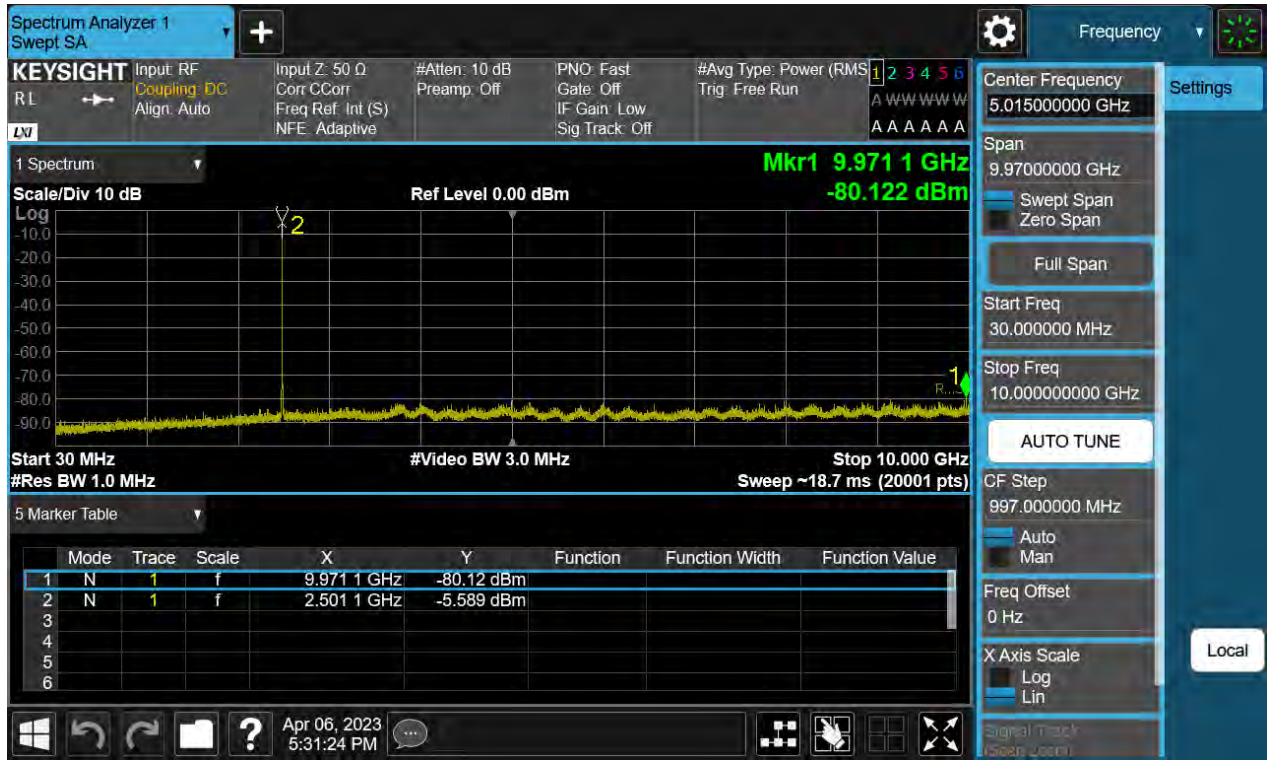 Spectrum Analyzer 1
Swept SA
+
Frequency
KEYSIGHT
RL
LXI
Input: RF
Coupling: DC
Align: Auto
Input Z: 50 Ω
Corr CCorr
Freq Ref: Int (S)
NFE: Adaptive
#Atten: 10 dB
Preamp: Off
PNO: Fast
Gate: Off
IF Gain: Low
Sig Track: Off
#Avg Type: Power (RMS
Trig: Free Run
1 2 3 4 5 6
A W W W W W
A A A A A A
1 Spectrum
Mkr1 9.971 1 GHz
-80.122 dBm
Scale/Div 10 dB
Ref Level 0.00 dBm
Log
-10.0
-20.0
-30.0
-40.0
-50.0
-60.0
-70.0
-80.0
-90.0
2
1
Start 30 MHz
#Video BW 3.0 MHz
Stop 10.000 GHz
#Res BW 1.0 MHz
Sweep ~18.7 ms (20001 pts)
5 Marker Table
Mode Trace Scale X Y Function Function Width Function Value
1 N 1 f 9.971 1 GHz -80.12 dBm
2 N 1 f 2.501 1 GHz -5.589 dBm
3
4
5
6
?
Apr 06, 2023
5:31:24 PM
Center Frequency
5.015000000 GHz
Settings
Span
9.97000000 GHz
Swept Span
Zero Span
Full Span
Start Freq
30.000000 MHz
Stop Freq
10.000000000 GHz
AUTO TUNE
CF Step
997.000000 MHz
Auto
Man
Freq Offset
0 Hz
X Axis Scale
Log
Lin
Local
Signal Track
(Span Zoom)